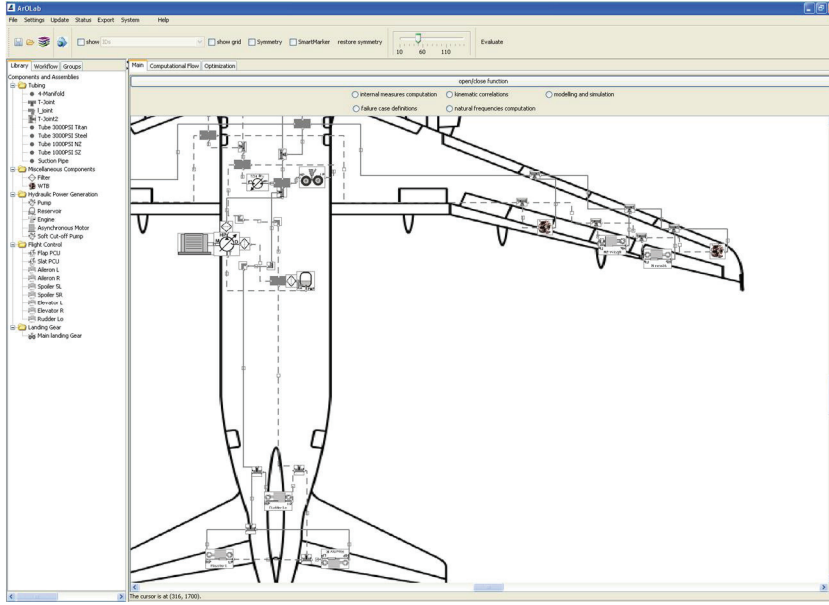 ArOLab
File Settings Update Status Export System Help
show IDs show grid Symmetry SmartMarker restore symmetry 10 60 110 Evaluate
Library Workflow Groups
Main Computational Flow Optimization
Components and Assemblies
Tubing
4-Manifold
T-Joint
l_joint
T-Joint2
Tube 3000PSI Titan
Tube 3000PSI Steel
Tube 1000PSI NZ
Tube 1000PSI SZ
Suction Pipe
Miscellaneous Components
Filter
WTB
Hydraulic Power Generation
Pump
Reservoir
Engine
Asynchronous Motor
Soft Cut-off Pump
Flight Control
Flap PCU
Slat PCU
Aileron L
Aileron R
Spoiler 5L
Spoiler 5R
Elevator L
Elevator R
Rudder Lo
Landing Gear
Main landing Gear
open/close function
internal measures computation kinematic correlations modelling and simulation
failure case definitions natural frequencies computation
The cursor is at (316, 1700).